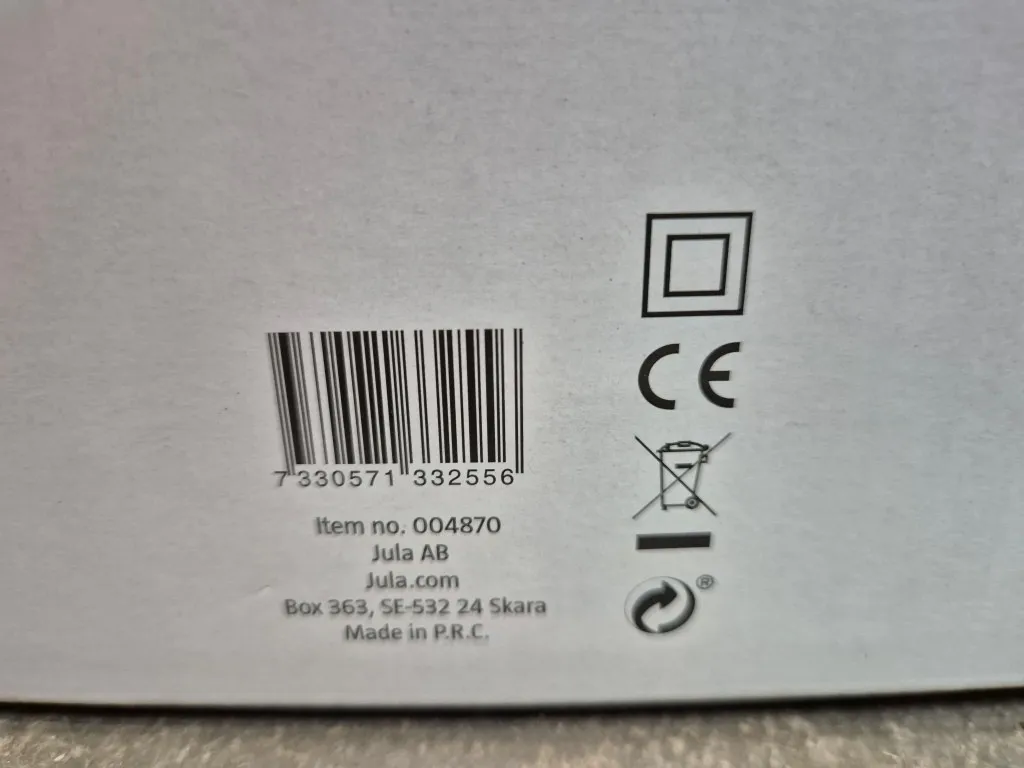 7 330571 332556
Item no. 004870
Jula AB
Jula.com
Box 363, SE-532 24 Skara
Made in P.R.C.
CE
®